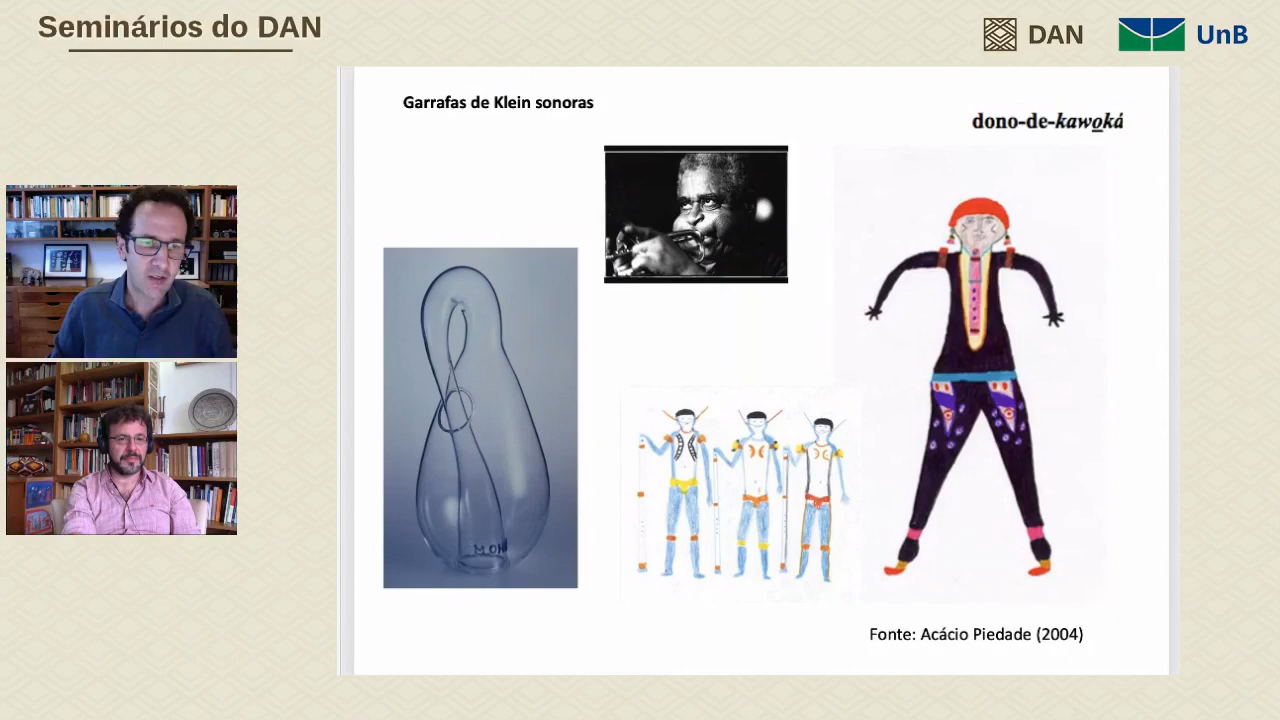 Seminários do DAN
DAN
UnB
Garrafas de Klein sonoras
dono-de-kawoká
Fonte: Acácio Piedade (2004)